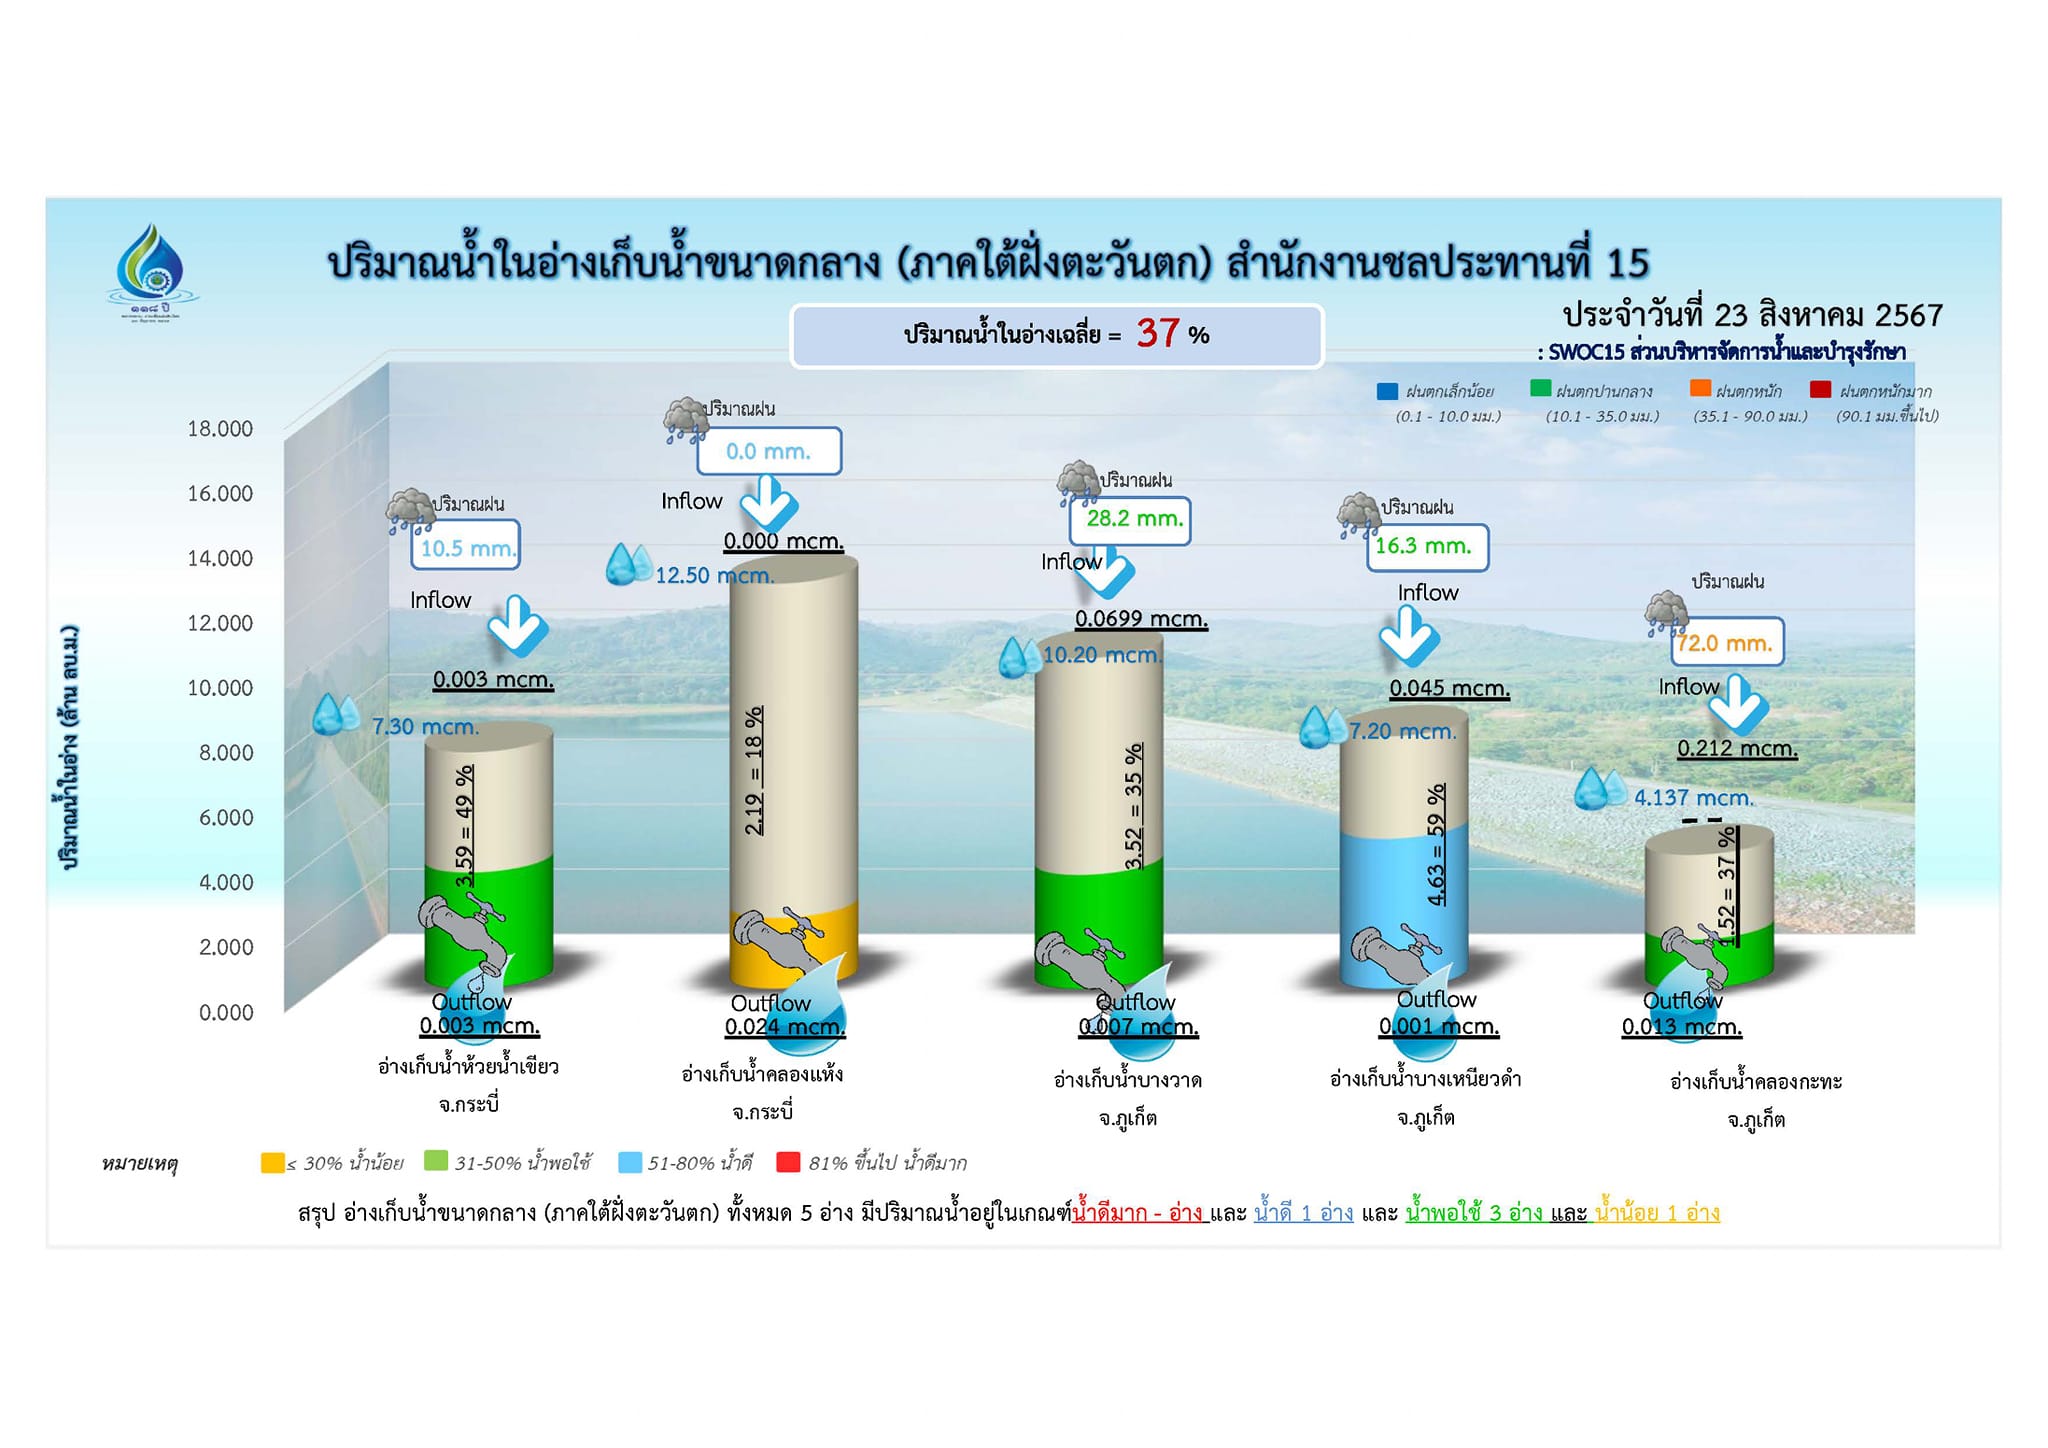 ปริมาณน้ำในอ่างเก็บน้ำขนาดกลาง (ภาคใต้ฝั่งตะวันตก) สำนักงานชลประทานที่ 15
๑๑๘ ปี
ประจำวันที่ 23 สิงหาคม 2567
ปริมาณน้ำในอ่างเฉลี่ย = 37 %
: SWOC15 ส่วนบริหารจัดการน้ำและบำรุงรักษา
ฝนตกเล็กน้อย (0.1 - 10.0 มม.)
ฝนตกปานกลาง (10.1 - 35.0 มม.)
ฝนตกหนัก (35.1 - 90.0 มม.)
ฝนตกหนักมาก (90.1 มม.ขึ้นไป)
ปริมาณน้ำในอ่าง (ล้าน ลบ.ม.)
18.000
16.000
14.000
12.000
10.000
8.000
6.000
4.000
2.000
0.000
ปริมาณฝน
10.5 mm.
Inflow
0.003 mcm.
7.30 mcm.
3.59 = 49 %
Outflow
0.003 mcm.
อ่างเก็บน้ำห้วยน้ำเขียว
จ.กระบี่
ปริมาณฝน
0.0 mm.
Inflow
0.000 mcm.
12.50 mcm.
2.19 = 18 %
Outflow
0.024 mcm.
อ่างเก็บน้ำคลองแห้ง
จ.กระบี่
ปริมาณฝน
28.2 mm.
Inflow
0.0699 mcm.
10.20 mcm.
3.52 = 35 %
Outflow
0.007 mcm.
อ่างเก็บน้ำบางวาด
จ.ภูเก็ต
ปริมาณฝน
16.3 mm.
Inflow
0.045 mcm.
7.20 mcm.
4.63 = 59 %
Outflow
0.001 mcm.
อ่างเก็บน้ำบางเหนียวดำ
จ.ภูเก็ต
ปริมาณฝน
72.0 mm.
Inflow
0.212 mcm.
4.137 mcm.
1.52 = 37 %
Outflow
0.013 mcm.
อ่างเก็บน้ำคลองกะทะ
จ.ภูเก็ต
หมายเหตุ ≤ 30% น้ำน้อย 31-50% น้ำพอใช้ 51-80% น้ำดี 81% ขึ้นไป น้ำดีมาก
สรุป อ่างเก็บน้ำขนาดกลาง (ภาคใต้ฝั่งตะวันตก) ทั้งหมด 5 อ่าง มีปริมาณน้ำอยู่ในเกณฑ์น้ำดีมาก - อ่าง และ น้ำดี 1 อ่าง และ น้ำพอใช้ 3 อ่าง และ น้ำน้อย 1 อ่าง